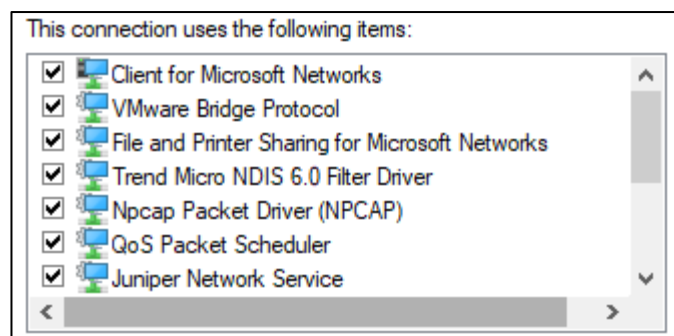 This connection uses the following items:
Client for Microsoft Networks
VMware Bridge Protocol
File and Printer Sharing for Microsoft Networks
Trend Micro NDIS 6.0 Filter Driver
Npcap Packet Driver (NPCAP)
QoS Packet Scheduler
Juniper Network Service